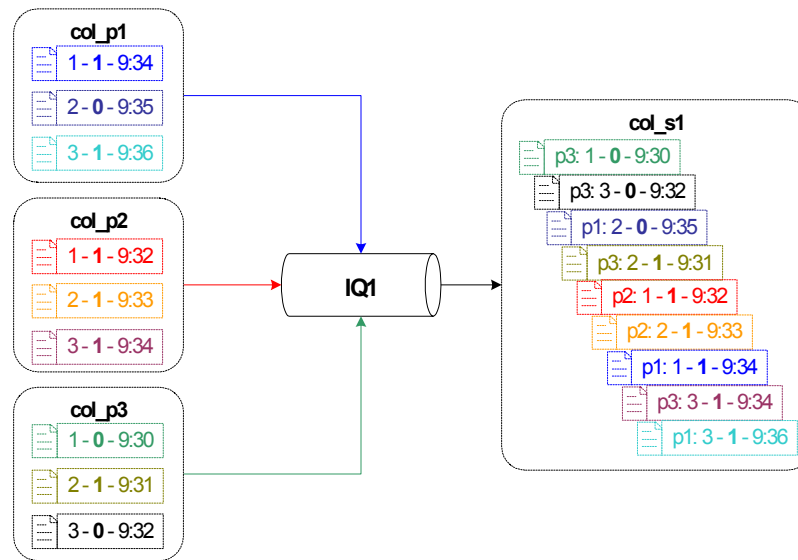 col_p1
1 - 1 - 9:34
2 - 0 - 9:35
3 - 1 - 9:36
col_p2
1 - 1 - 9:32
2 - 1 - 9:33
3 - 1 - 9:34
col_p3
1 - 0 - 9:30
2 - 1 - 9:31
3 - 0 - 9:32
IQ1
col_s1
p3: 1 - 0 - 9:30
p3: 3 - 0 - 9:32
p1: 2 - 0 - 9:35
p3: 2 - 1 - 9:31
p2: 1 - 1 - 9:32
p2: 2 - 1 - 9:33
p1: 1 - 1 - 9:34
p3: 3 - 1 - 9:34
p1: 3 - 1 - 9:36